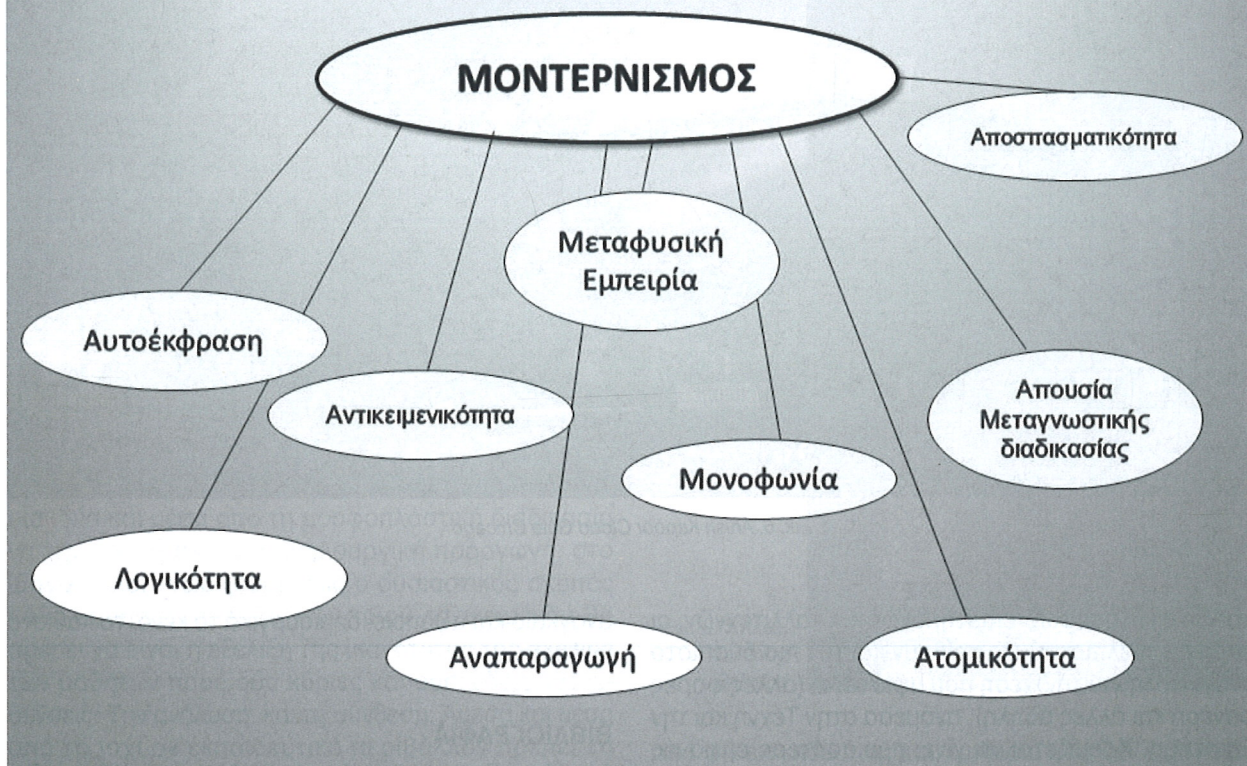 ΜΟΝΤΕΡΝΙΣΜΟΣ
Αποσπασματικότητα
Μεταφυσική
Εμπειρία
Αυτοέκφραση
Αντικειμενικότητα
Απουσία
Μεταγνωστικής
διαδικασίας
Μονοφωνία
Λογικότητα
Αναπαραγωγή
Ατομικότητα